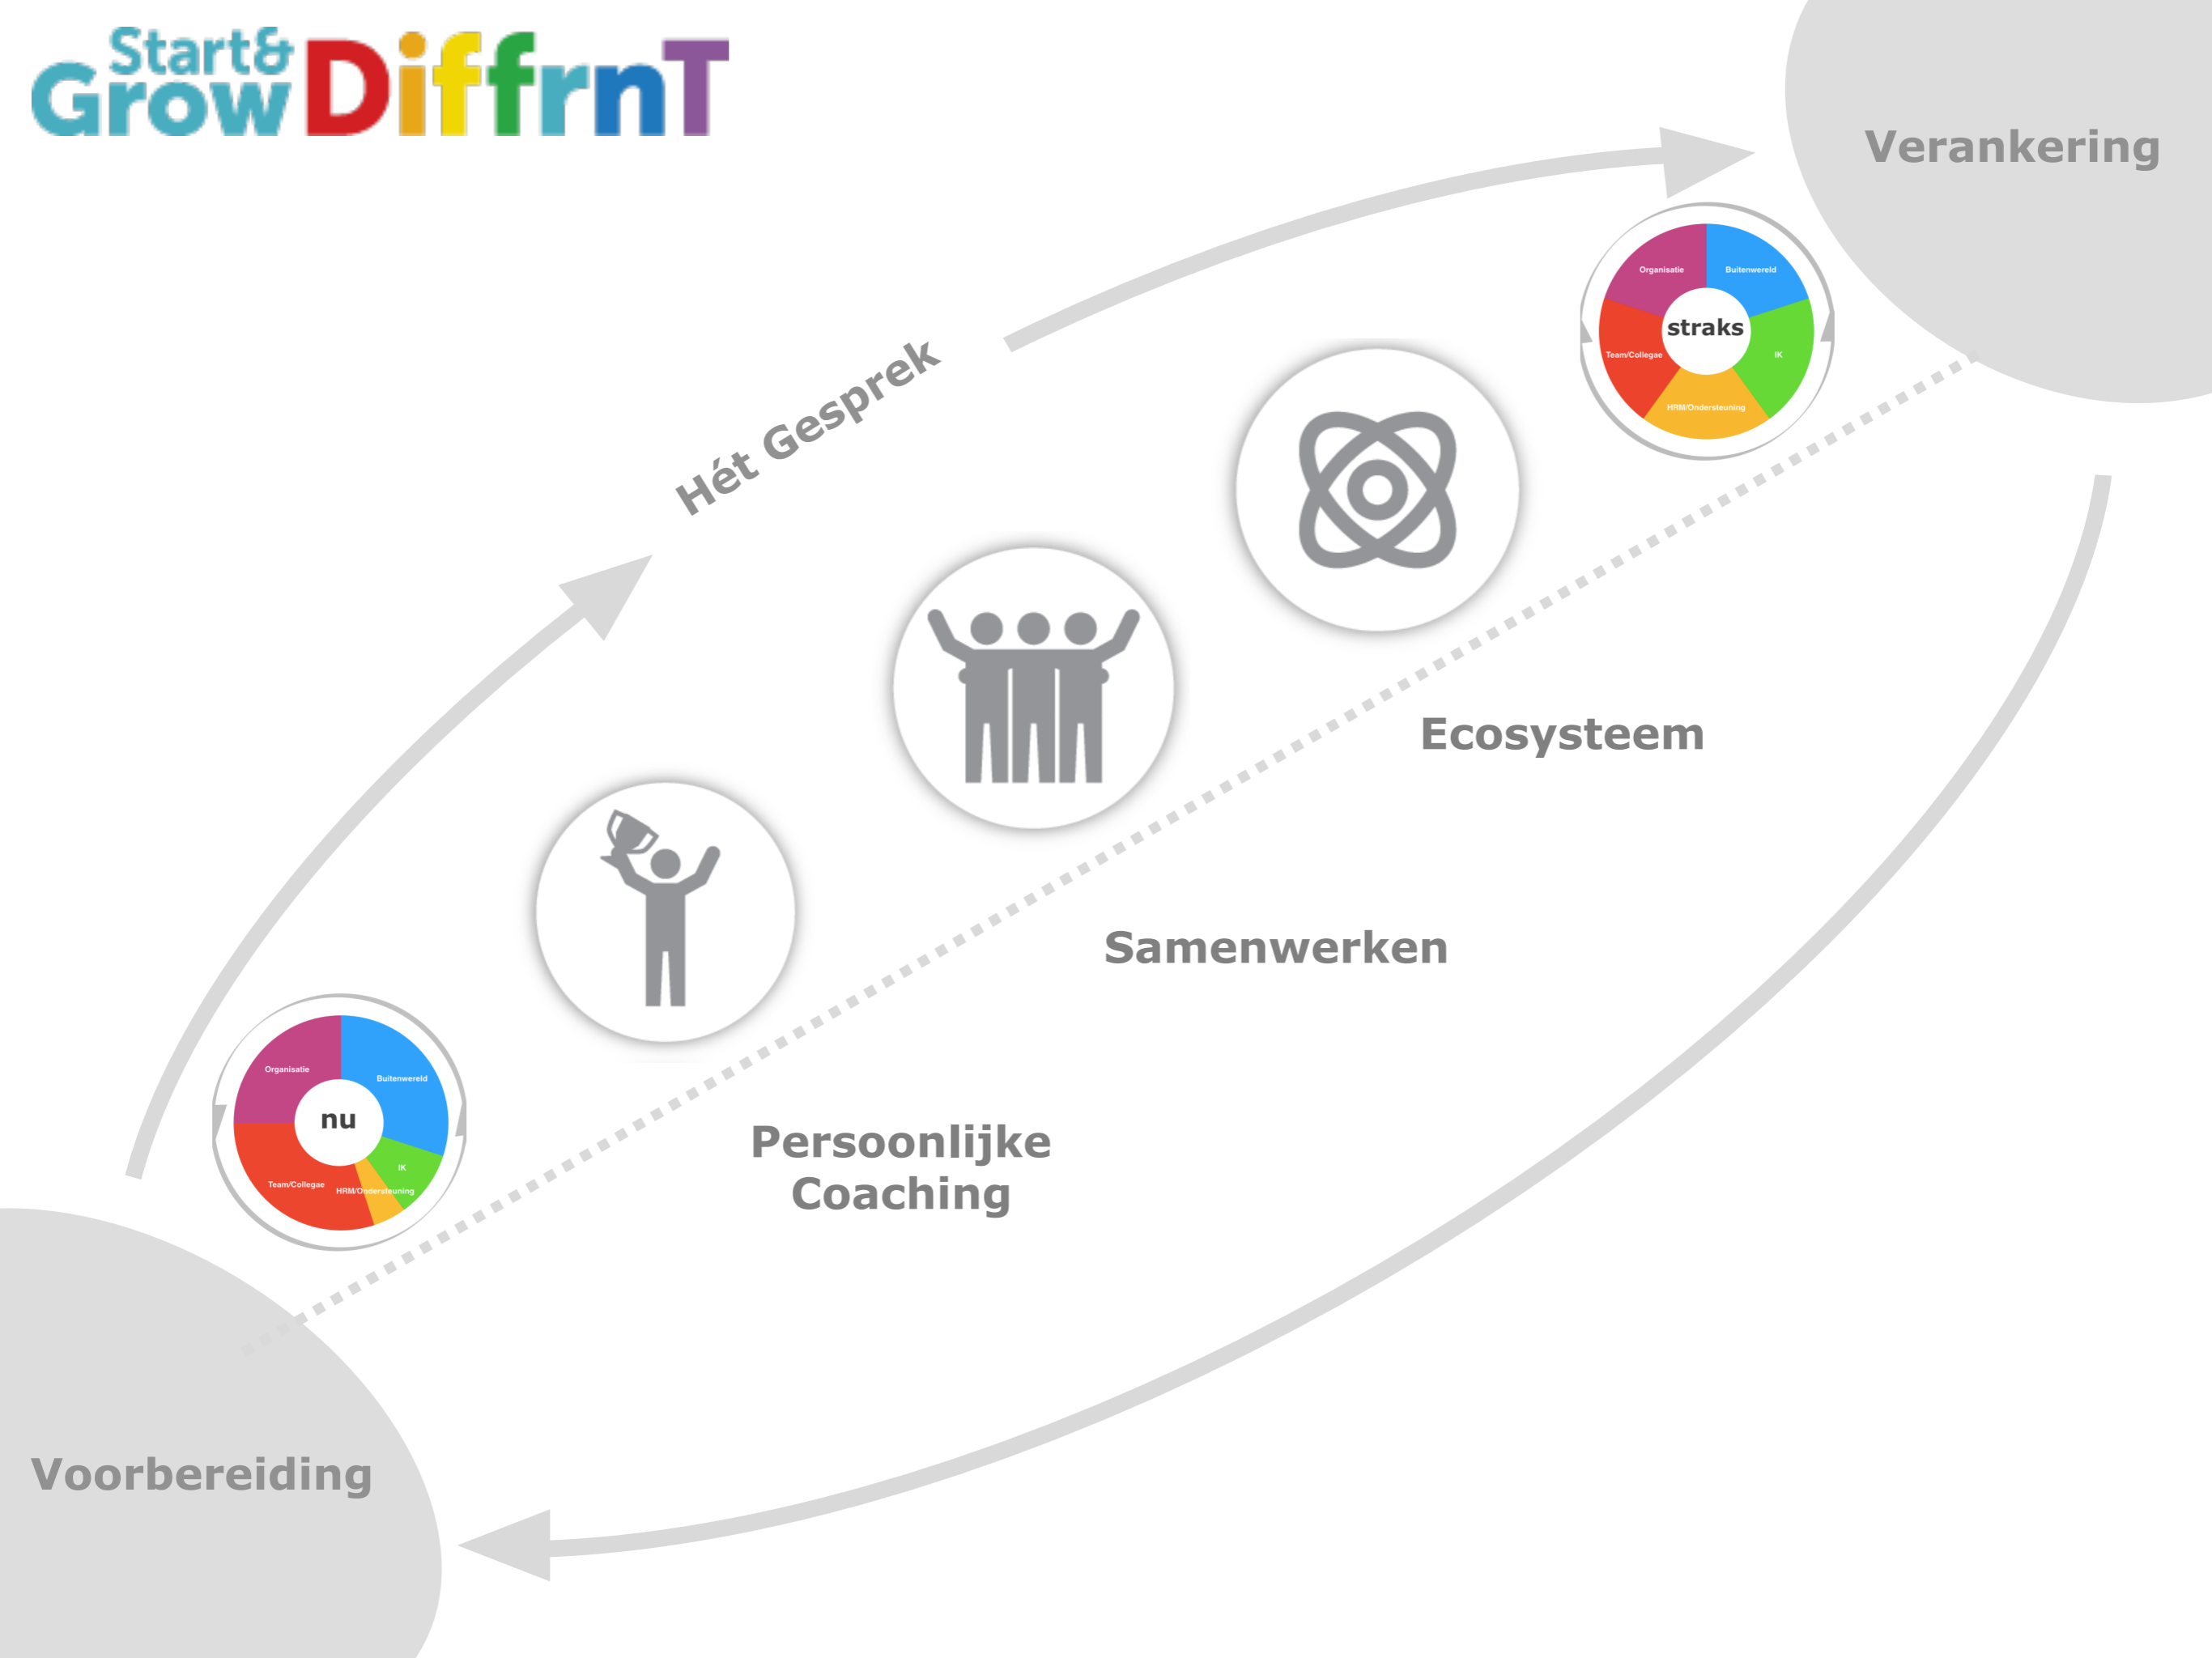 Start&
Grow DiffrnT
Verankering
Organisatie
Buitenwereld
straks
Team/Collegae
IK
HRM/Ondersteuning
Hét Gesprek
Ecosysteem
Samenwerken
Organisatie
Buitenwereld
nu
IK
Team/Collegae
HRM/Ondersteuning
Persoonlijke
Coaching
Voorbereiding